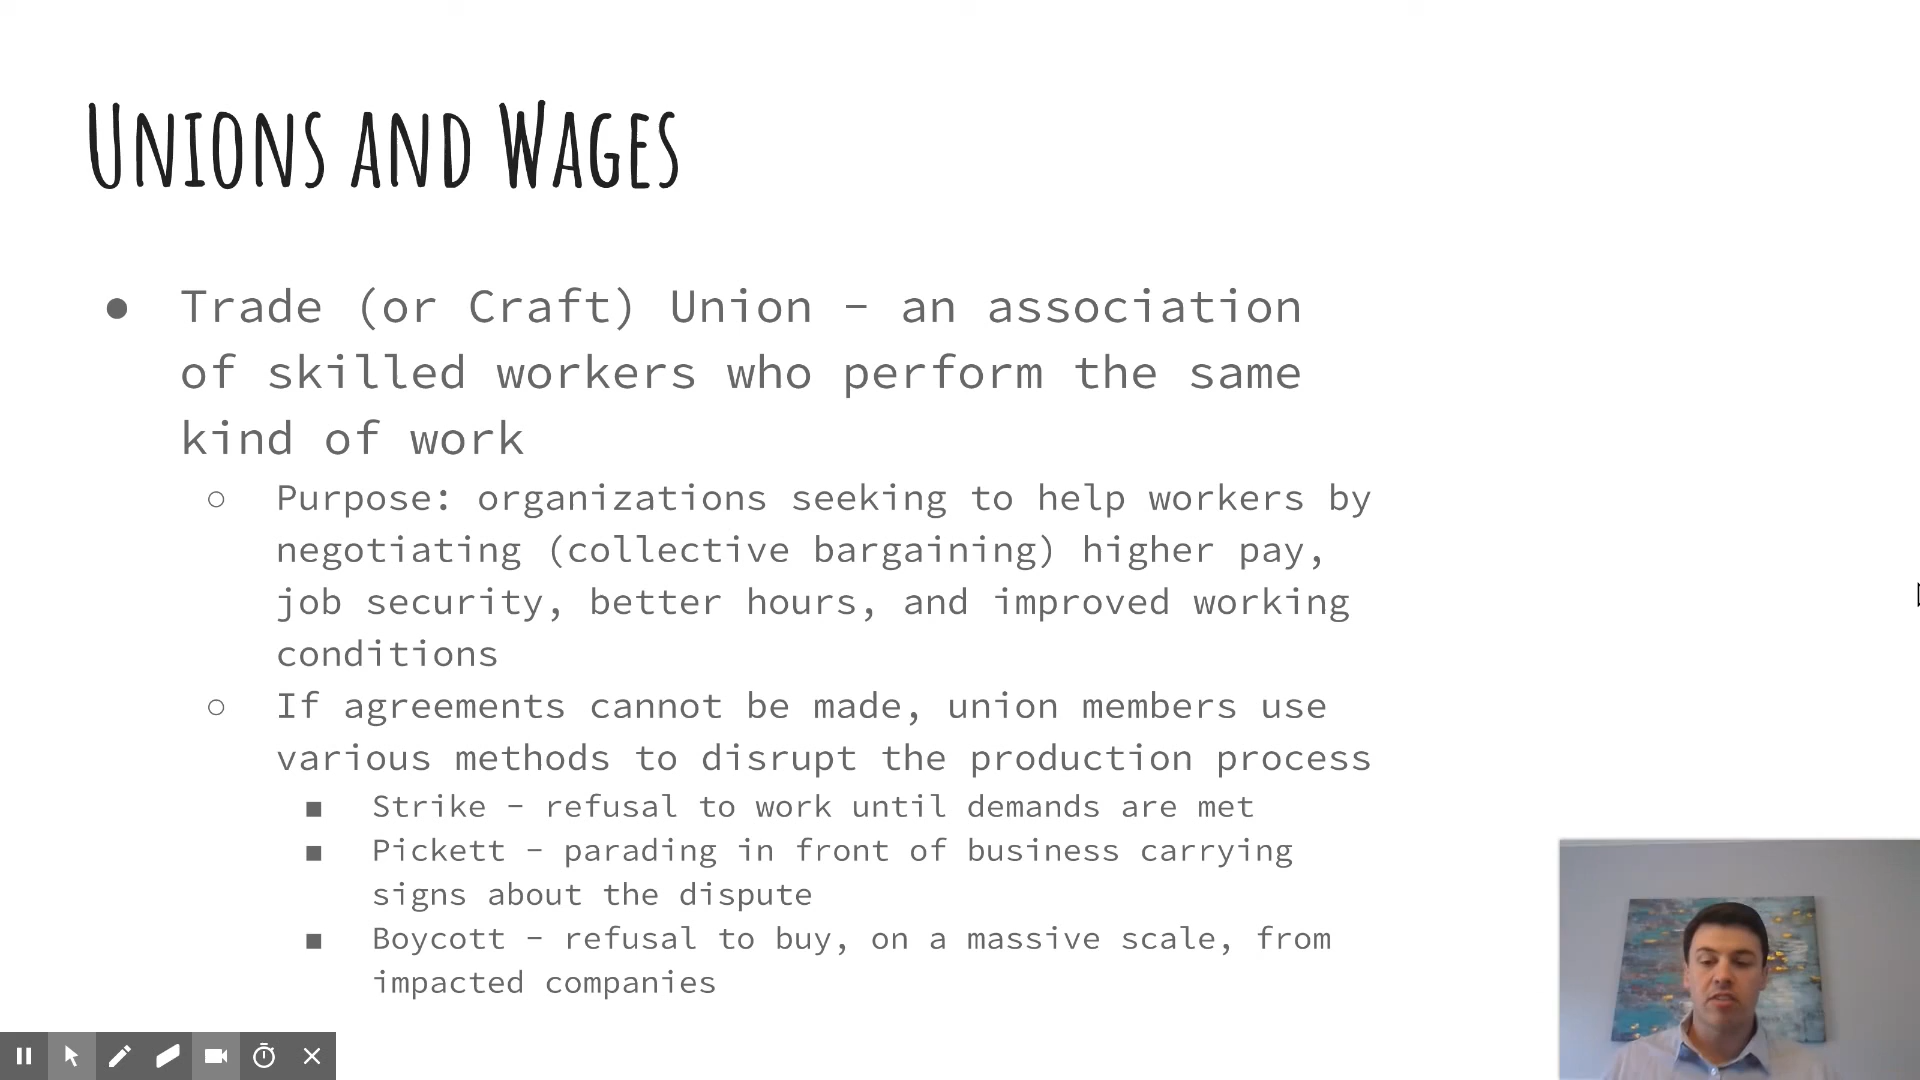 Unions and Wages
● Trade (or Craft) Union – an association
of skilled workers who perform the same
kind of work
○ Purpose: organizations seeking to help workers by
negotiating (collective bargaining) higher pay,
job security, better hours, and improved working
conditions
○ If agreements cannot be made, union members use
various methods to disrupt the production process
■ Strike – refusal to work until demands are met
■ Pickett – parading in front of business carrying
signs about the dispute
■ Boycott – refusal to buy, on a massive scale, from
impacted companies